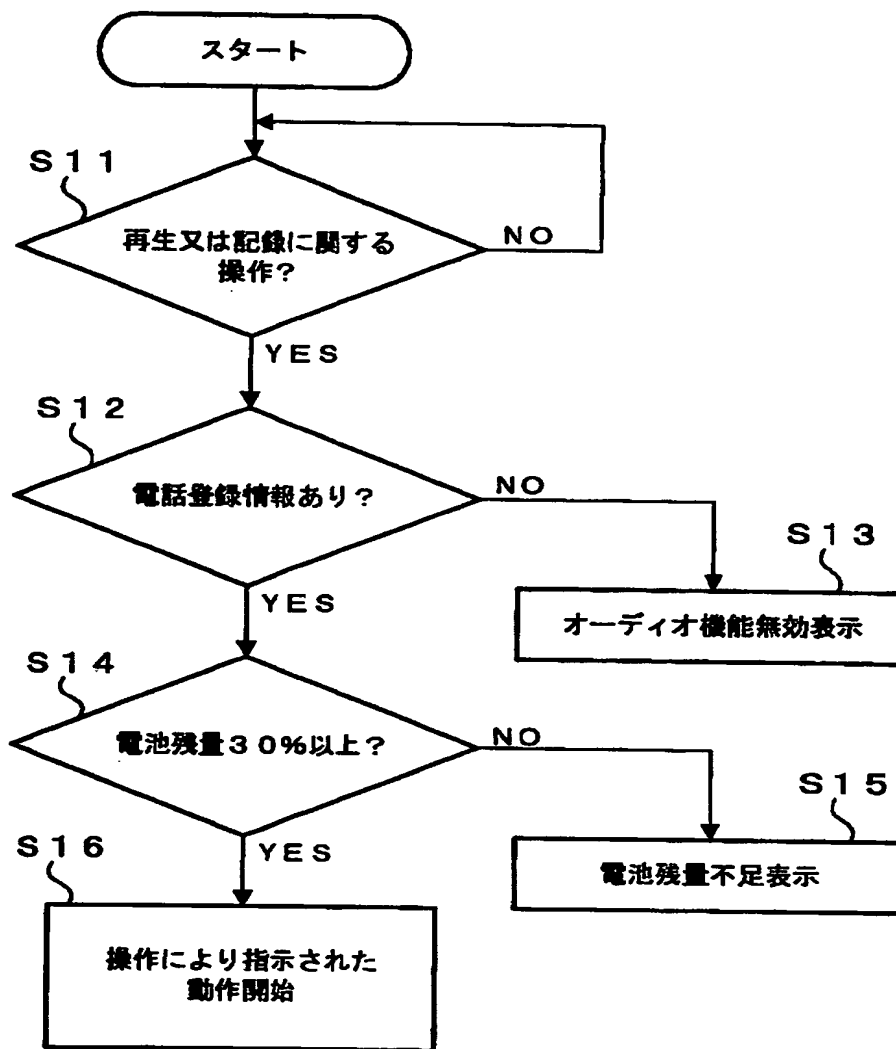 スタート
S11
再生又は記録に関する
操作?
NO
YES
S12
電話登録情報あり?
NO
S13
YES
オーディオ機能無効表示
S14
電池残量30%以上?
NO
S15
S16
YES
電池残量不足表示
操作により指示された
動作開始